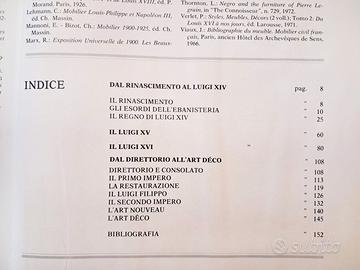 Morand, Paris, 1926.
Lehmann, C.: Mobilier Louis-Philippe et Napoléon III, éd. Ch. Massin.
Mannoni, E. - Bizot, Ch.: Mobilier 1900-1925, éd. Ch. Massin.
Marx, R.: Exposition Universelle de 1900. Les Beaux-
Thornton, L.: Negro and the furniture of Pierre Legrain, in "The Connoisseur", n. 729, 1972.
Verlet, P.: Styles, Meubles, Décors (2 voll.); Tomo 2: Du Louis XVI à nos jours, éd. Larousse, 1971.
Viaux, J.: Bibliographie du meuble. Mobilier civil français, Paris, ancien Hôtel des Archevêques de Sens, 1966.
INDICE
DAL RINASCIMENTO AL LUIGI XIV pag. 8
IL RINASCIMENTO " 8
GLI ESORDI DELL'EBANISTERIA " 10
IL REGNO DI LUIGI XIV " 25
IL LUIGI XV " 60
IL LUIGI XVI " 80
DAL DIRETTORIO ALL'ART DÉCO " 108
DIRETTORIO E CONSOLATO " 108
IL PRIMO IMPERO " 113
LA RESTAURAZIONE " 119
IL LUIGI FILIPPO " 126
IL SECONDO IMPERO " 132
L'ART NOUVEAU " 140
L'ART DÉCO " 145
BIBLIOGRAFIA " 152
subito